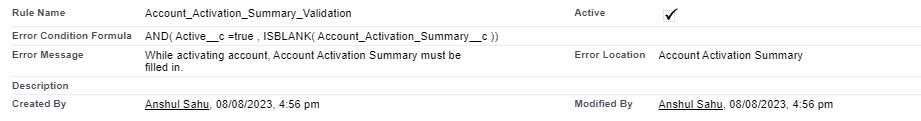 Rule Name Account_Activation_Summary_Validation Active ✓
Error Condition Formula AND( Active__c =true , ISBLANK( Account_Activation_Summary__c ))
Error Message While activating account, Account Activation Summary must be Error Location Account Activation Summary
filled in.
Description
Created By Anshul Sahu, 08/08/2023, 4:56 pm Modified By Anshul Sahu, 08/08/2023, 4:56 pm